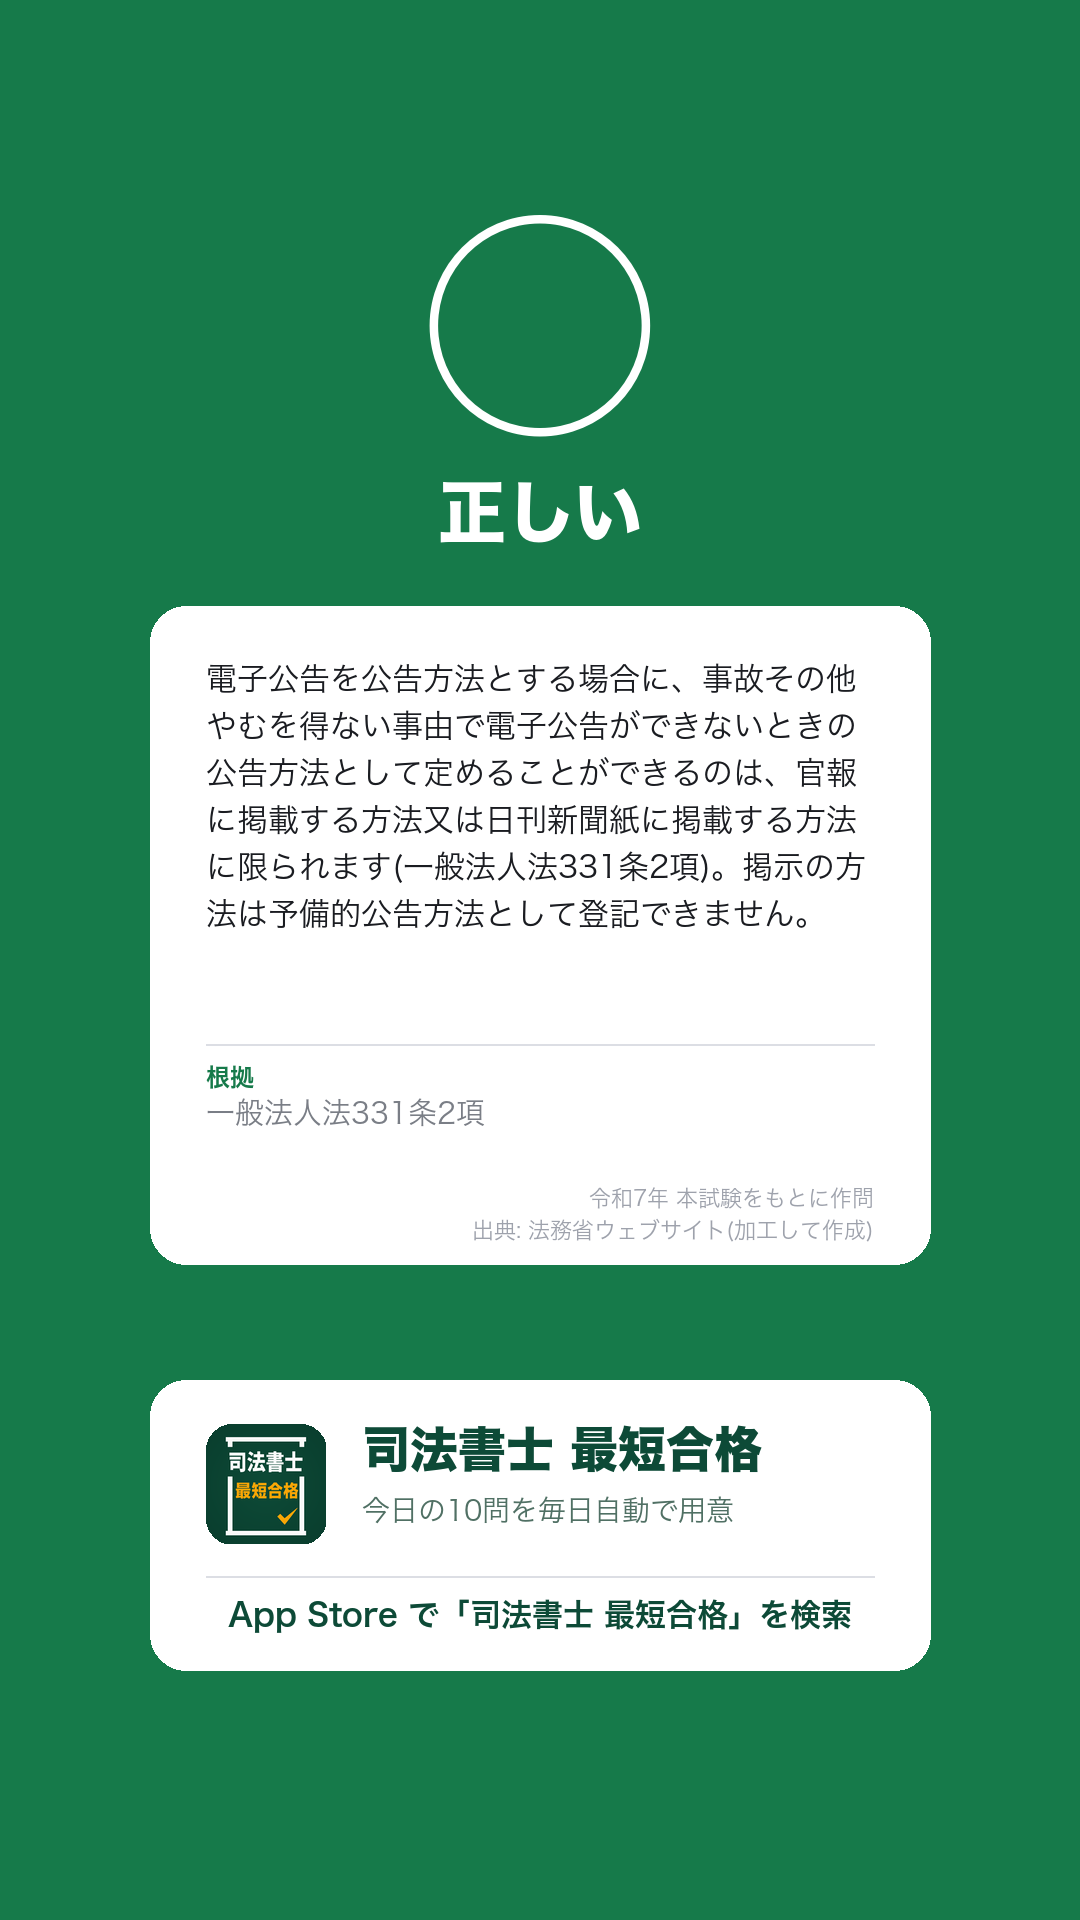 正しい
電子公告を公告方法とする場合に、事故その他
やむを得ない事由で電子公告ができないときの
公告方法として定めることができるのは、官報
に掲載する方法又は日刊新聞紙に掲載する方法
に限られます(一般法人法331条2項)。掲示の方
法は予備的公告方法として登記できません。
根拠
一般法人法331条2項
令和7年 本試験をもとに作問
出典: 法務省ウェブサイト(加工して作成)
司法書士
最短合格
司法書士 最短合格
今日の10問を毎日自動で用意
App Store で「司法書士 最短合格」を検索